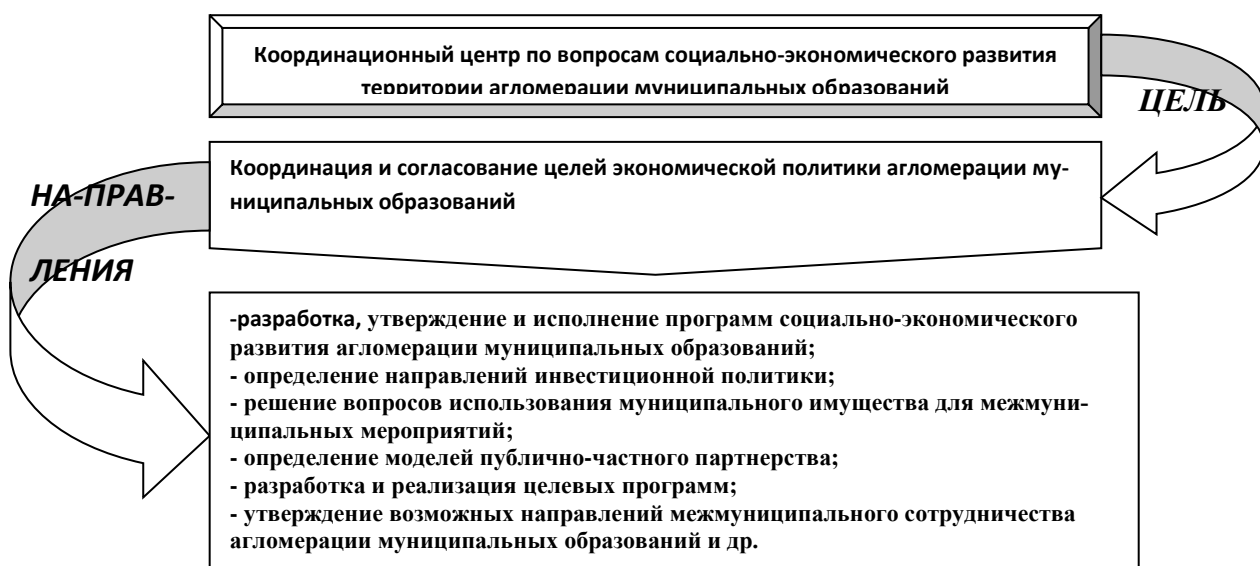 Координационный центр по вопросам социально-экономического развития
территории агломерации муниципальных образований
ЦЕЛЬ
Координация и согласование целей экономической политики агломерации му-
ниципальных образований
НА-ПРАВ-
ЛЕНИЯ
-разработка, утверждение и исполнение программ социально-экономического
развития агломерации муниципальных образований;
- определение направлений инвестиционной политики;
- решение вопросов использования муниципального имущества для межмуни-
ципальных мероприятий;
- определение моделей публично-частного партнерства;
- разработка и реализация целевых программ;
- утверждение возможных направлений межмуниципального сотрудничества
агломерации муниципальных образований и др.